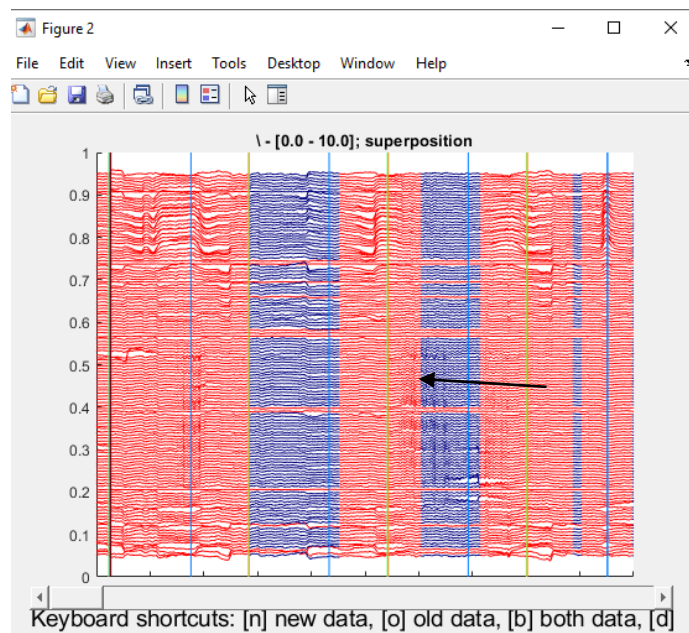 Figure 2
File Edit View Insert Tools Desktop Window Help
\ - [0.0 - 10.0]; superposition
1
0.9
0.8
0.7
0.6
0.5
0.4
0.3
0.2
0.1
0
Keyboard shortcuts: [n] new data, [o] old data, [b] both data, [d]